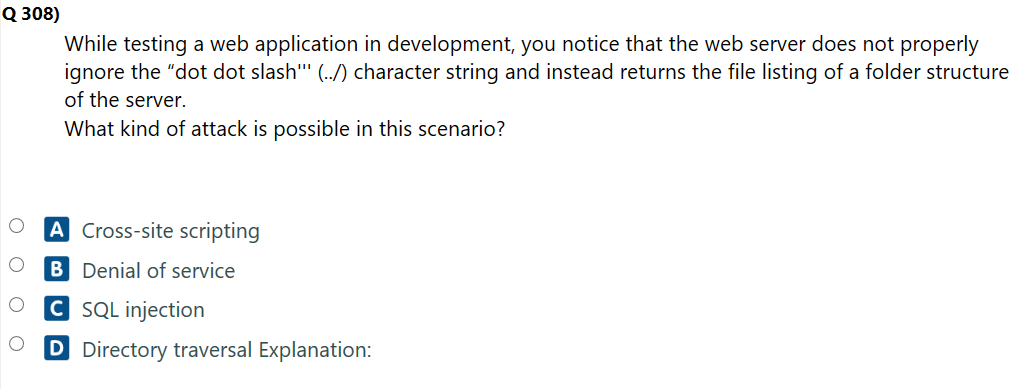 Q 308)
While testing a web application in development, you notice that the web server does not properly
ignore the “dot dot slash"' (../) character string and instead returns the file listing of a folder structure
of the server.
What kind of attack is possible in this scenario?
A Cross-site scripting
B Denial of service
C SQL injection
D Directory traversal Explanation: